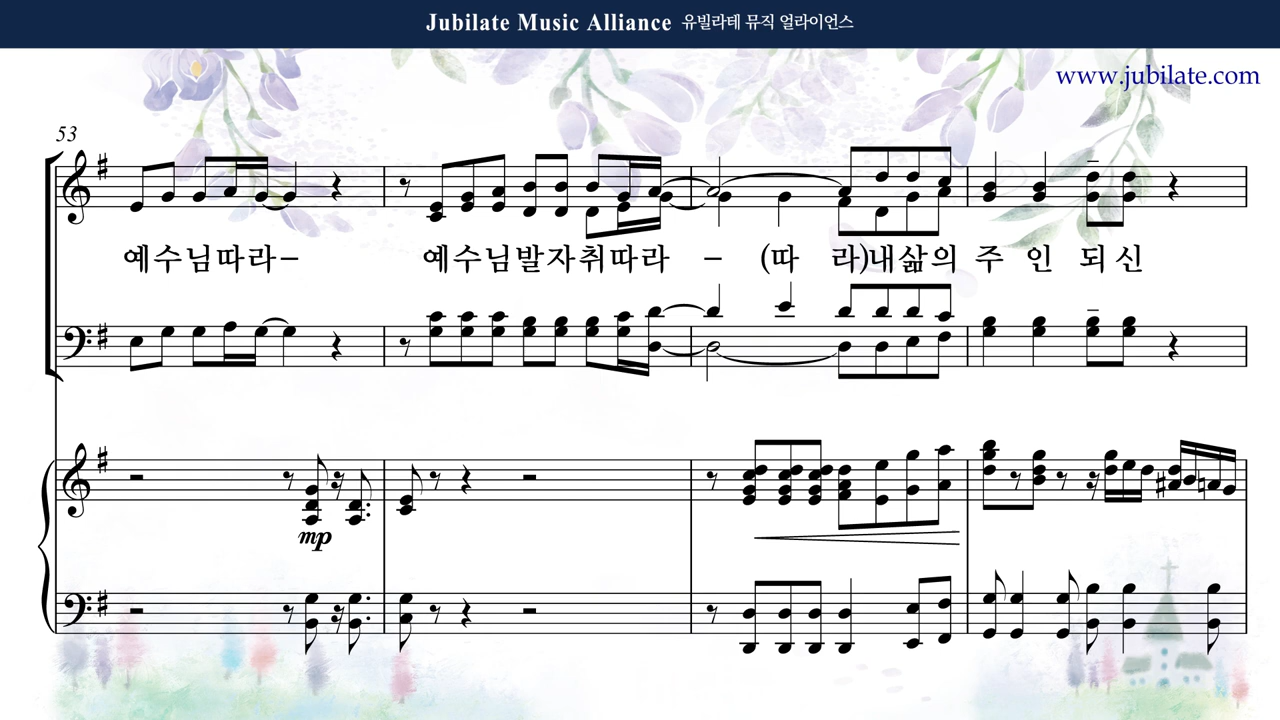 Jubilate Music Alliance 유빌라테 뮤직 얼라이언스
www.jubilate.com
53
예수님따라– 예수님발자취따라 – (따 라)내삶의 주 인 되신
mp